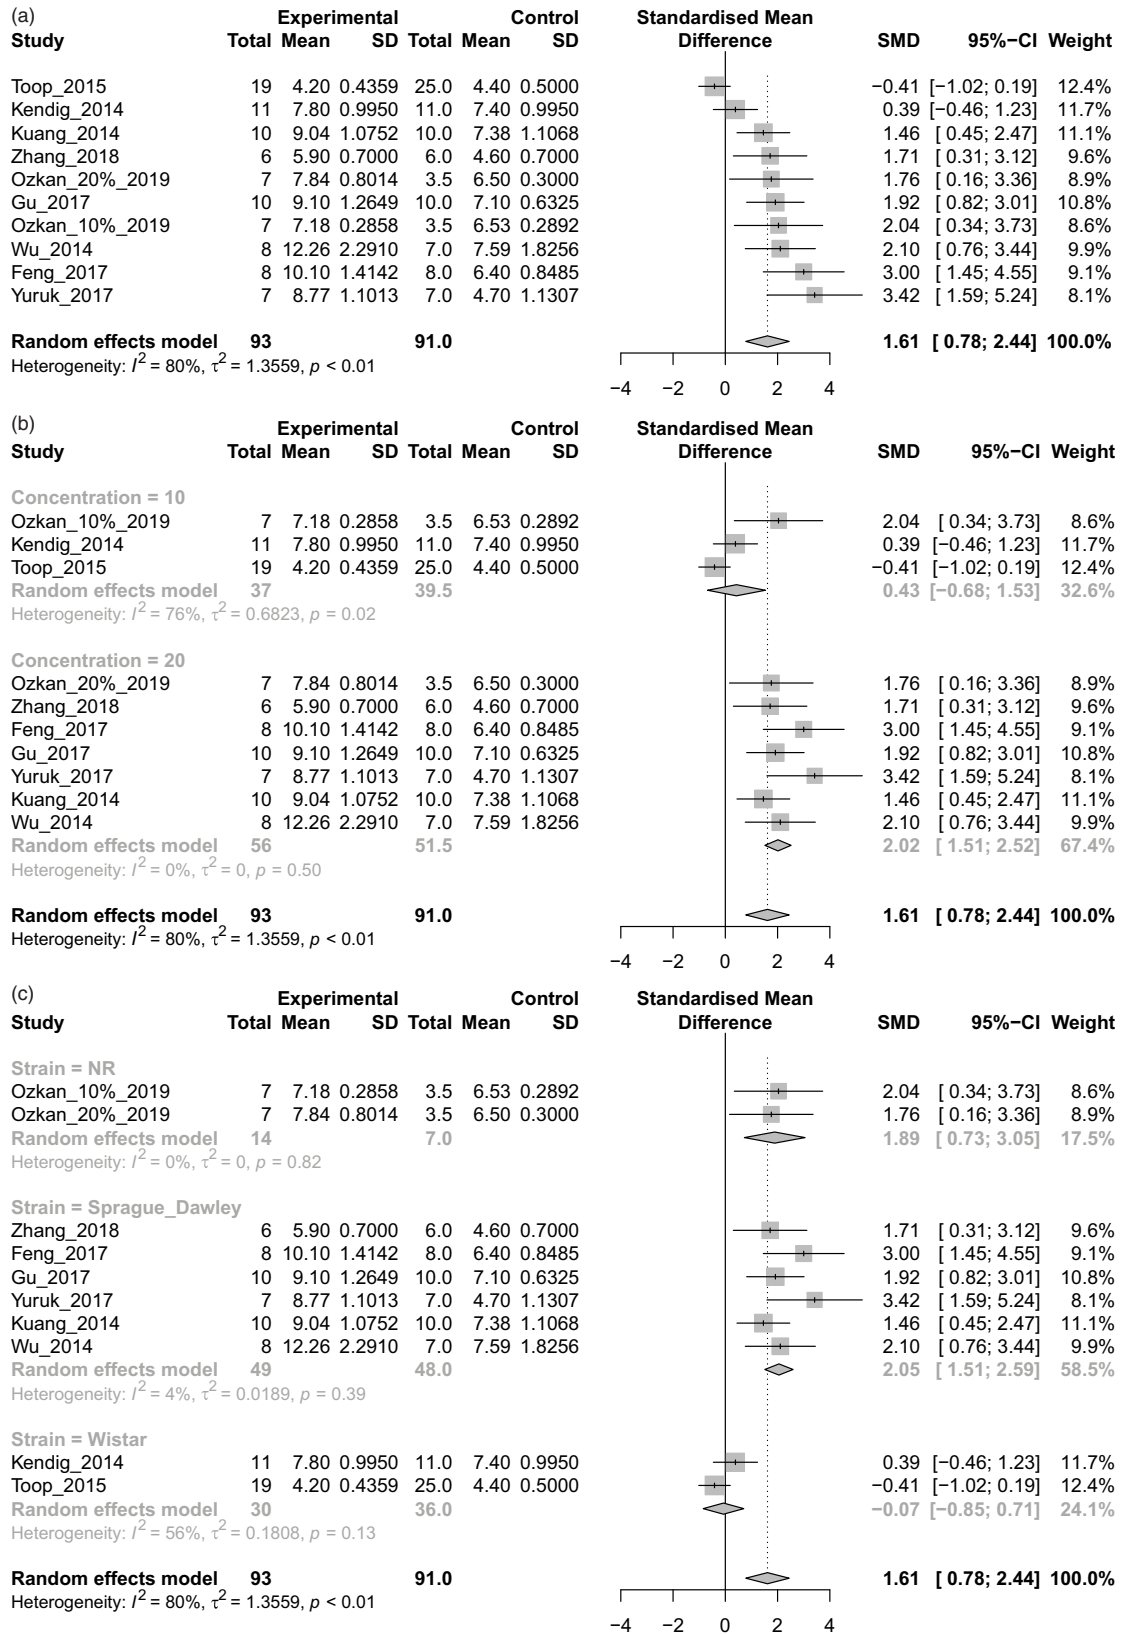 (a)
Experimental Control Standardised Mean
Study Total Mean SD Total Mean SD Difference SMD 95%−CI Weight
Toop_2015 19 4.20 0.4359 25.0 4.40 0.5000 −0.41 [−1.02; 0.19] 12.4%
Kendig_2014 11 7.80 0.9950 11.0 7.40 0.9950 0.39 [−0.46; 1.23] 11.7%
Kuang_2014 10 9.04 1.0752 10.0 7.38 1.1068 1.46 [ 0.45; 2.47] 11.1%
Zhang_2018 6 5.90 0.7000 6.0 4.60 0.7000 1.71 [ 0.31; 3.12] 9.6%
Ozkan_20%_2019 7 7.84 0.8014 3.5 6.50 0.3000 1.76 [ 0.16; 3.36] 8.9%
Gu_2017 10 9.10 1.2649 10.0 7.10 0.6325 1.92 [ 0.82; 3.01] 10.8%
Ozkan_10%_2019 7 7.18 0.2858 3.5 6.53 0.2892 2.04 [ 0.34; 3.73] 8.6%
Wu_2014 8 12.26 2.2910 7.0 7.59 1.8256 2.10 [ 0.76; 3.44] 9.9%
Feng_2017 8 10.10 1.4142 8.0 6.40 0.8485 3.00 [ 1.45; 4.55] 9.1%
Yuruk_2017 7 8.77 1.1013 7.0 4.70 1.1307 3.42 [ 1.59; 5.24] 8.1%
Random effects model 93 91.0 1.61 [ 0.78; 2.44] 100.0%
Heterogeneity: I² = 80%, τ² = 1.3559, p < 0.01
−4 −2 0 2 4
(b)
Experimental Control Standardised Mean
Study Total Mean SD Total Mean SD Difference SMD 95%−CI Weight
Concentration = 10
Ozkan_10%_2019 7 7.18 0.2858 3.5 6.53 0.2892 2.04 [ 0.34; 3.73] 8.6%
Kendig_2014 11 7.80 0.9950 11.0 7.40 0.9950 0.39 [−0.46; 1.23] 11.7%
Toop_2015 19 4.20 0.4359 25.0 4.40 0.5000 −0.41 [−1.02; 0.19] 12.4%
Random effects model 37 39.5 0.43 [−0.68; 1.53] 32.6%
Heterogeneity: I² = 76%, τ² = 0.6823, p = 0.02
Concentration = 20
Ozkan_20%_2019 7 7.84 0.8014 3.5 6.50 0.3000 1.76 [ 0.16; 3.36] 8.9%
Zhang_2018 6 5.90 0.7000 6.0 4.60 0.7000 1.71 [ 0.31; 3.12] 9.6%
Feng_2017 8 10.10 1.4142 8.0 6.40 0.8485 3.00 [ 1.45; 4.55] 9.1%
Gu_2017 10 9.10 1.2649 10.0 7.10 0.6325 1.92 [ 0.82; 3.01] 10.8%
Yuruk_2017 7 8.77 1.1013 7.0 4.70 1.1307 3.42 [ 1.59; 5.24] 8.1%
Kuang_2014 10 9.04 1.0752 10.0 7.38 1.1068 1.46 [ 0.45; 2.47] 11.1%
Wu_2014 8 12.26 2.2910 7.0 7.59 1.8256 2.10 [ 0.76; 3.44] 9.9%
Random effects model 56 51.5 2.02 [ 1.51; 2.52] 67.4%
Heterogeneity: I² = 0%, τ² = 0, p = 0.50
Random effects model 93 91.0 1.61 [ 0.78; 2.44] 100.0%
Heterogeneity: I² = 80%, τ² = 1.3559, p < 0.01
−4 −2 0 2 4
(c)
Experimental Control Standardised Mean
Study Total Mean SD Total Mean SD Difference SMD 95%−CI Weight
Strain = NR
Ozkan_10%_2019 7 7.18 0.2858 3.5 6.53 0.2892 2.04 [ 0.34; 3.73] 8.6%
Ozkan_20%_2019 7 7.84 0.8014 3.5 6.50 0.3000 1.76 [ 0.16; 3.36] 8.9%
Random effects model 14 7.0 1.89 [ 0.73; 3.05] 17.5%
Heterogeneity: I² = 0%, τ² = 0, p = 0.82
Strain = Sprague_Dawley
Zhang_2018 6 5.90 0.7000 6.0 4.60 0.7000 1.71 [ 0.31; 3.12] 9.6%
Feng_2017 8 10.10 1.4142 8.0 6.40 0.8485 3.00 [ 1.45; 4.55] 9.1%
Gu_2017 10 9.10 1.2649 10.0 7.10 0.6325 1.92 [ 0.82; 3.01] 10.8%
Yuruk_2017 7 8.77 1.1013 7.0 4.70 1.1307 3.42 [ 1.59; 5.24] 8.1%
Kuang_2014 10 9.04 1.0752 10.0 7.38 1.1068 1.46 [ 0.45; 2.47] 11.1%
Wu_2014 8 12.26 2.2910 7.0 7.59 1.8256 2.10 [ 0.76; 3.44] 9.9%
Random effects model 49 48.0 2.05 [ 1.51; 2.59] 58.5%
Heterogeneity: I² = 4%, τ² = 0.0189, p = 0.39
Strain = Wistar
Kendig_2014 11 7.80 0.9950 11.0 7.40 0.9950 0.39 [−0.46; 1.23] 11.7%
Toop_2015 19 4.20 0.4359 25.0 4.40 0.5000 −0.41 [−1.02; 0.19] 12.4%
Random effects model 30 36.0 −0.07 [−0.85; 0.71] 24.1%
Heterogeneity: I² = 56%, τ² = 0.1808, p = 0.13
Random effects model 93 91.0 1.61 [ 0.78; 2.44] 100.0%
Heterogeneity: I² = 80%, τ² = 1.3559, p < 0.01
−4 −2 0 2 4